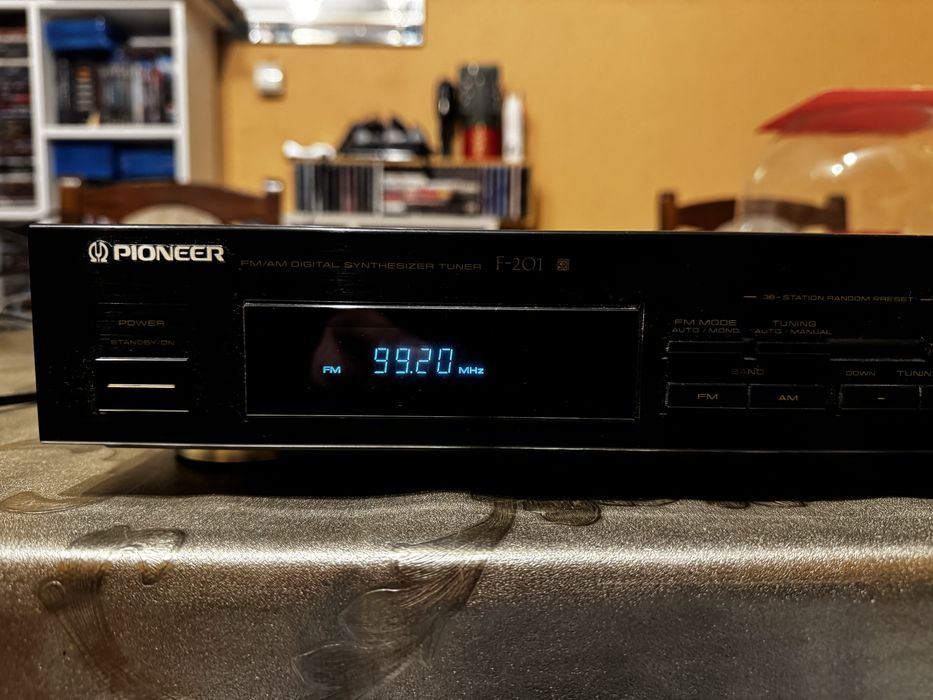 PIONEER
FM/AM DIGITAL SYNTHESIZER TUNER F-201
36-STATION RANDOM PRESET
POWER
STANDBY/ON
FM 99.20 MHz
FM MODE
AUTO / MONO
TUNING
AUTO / MANUAL
BAND
DOWN TUNIN
FM
AM
-